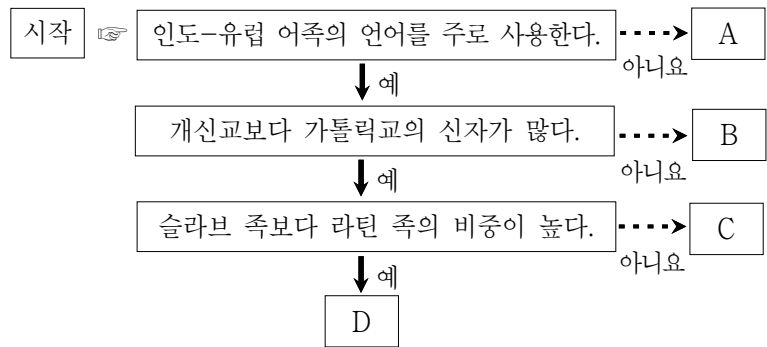 시작 ☞ 인도-유럽 어족의 언어를 주로 사용한다. A
아니요
예
개신교보다 가톨릭교의 신자가 많다. B
아니요
예
슬라브 족보다 라틴 족의 비중이 높다. C
아니요
예
D